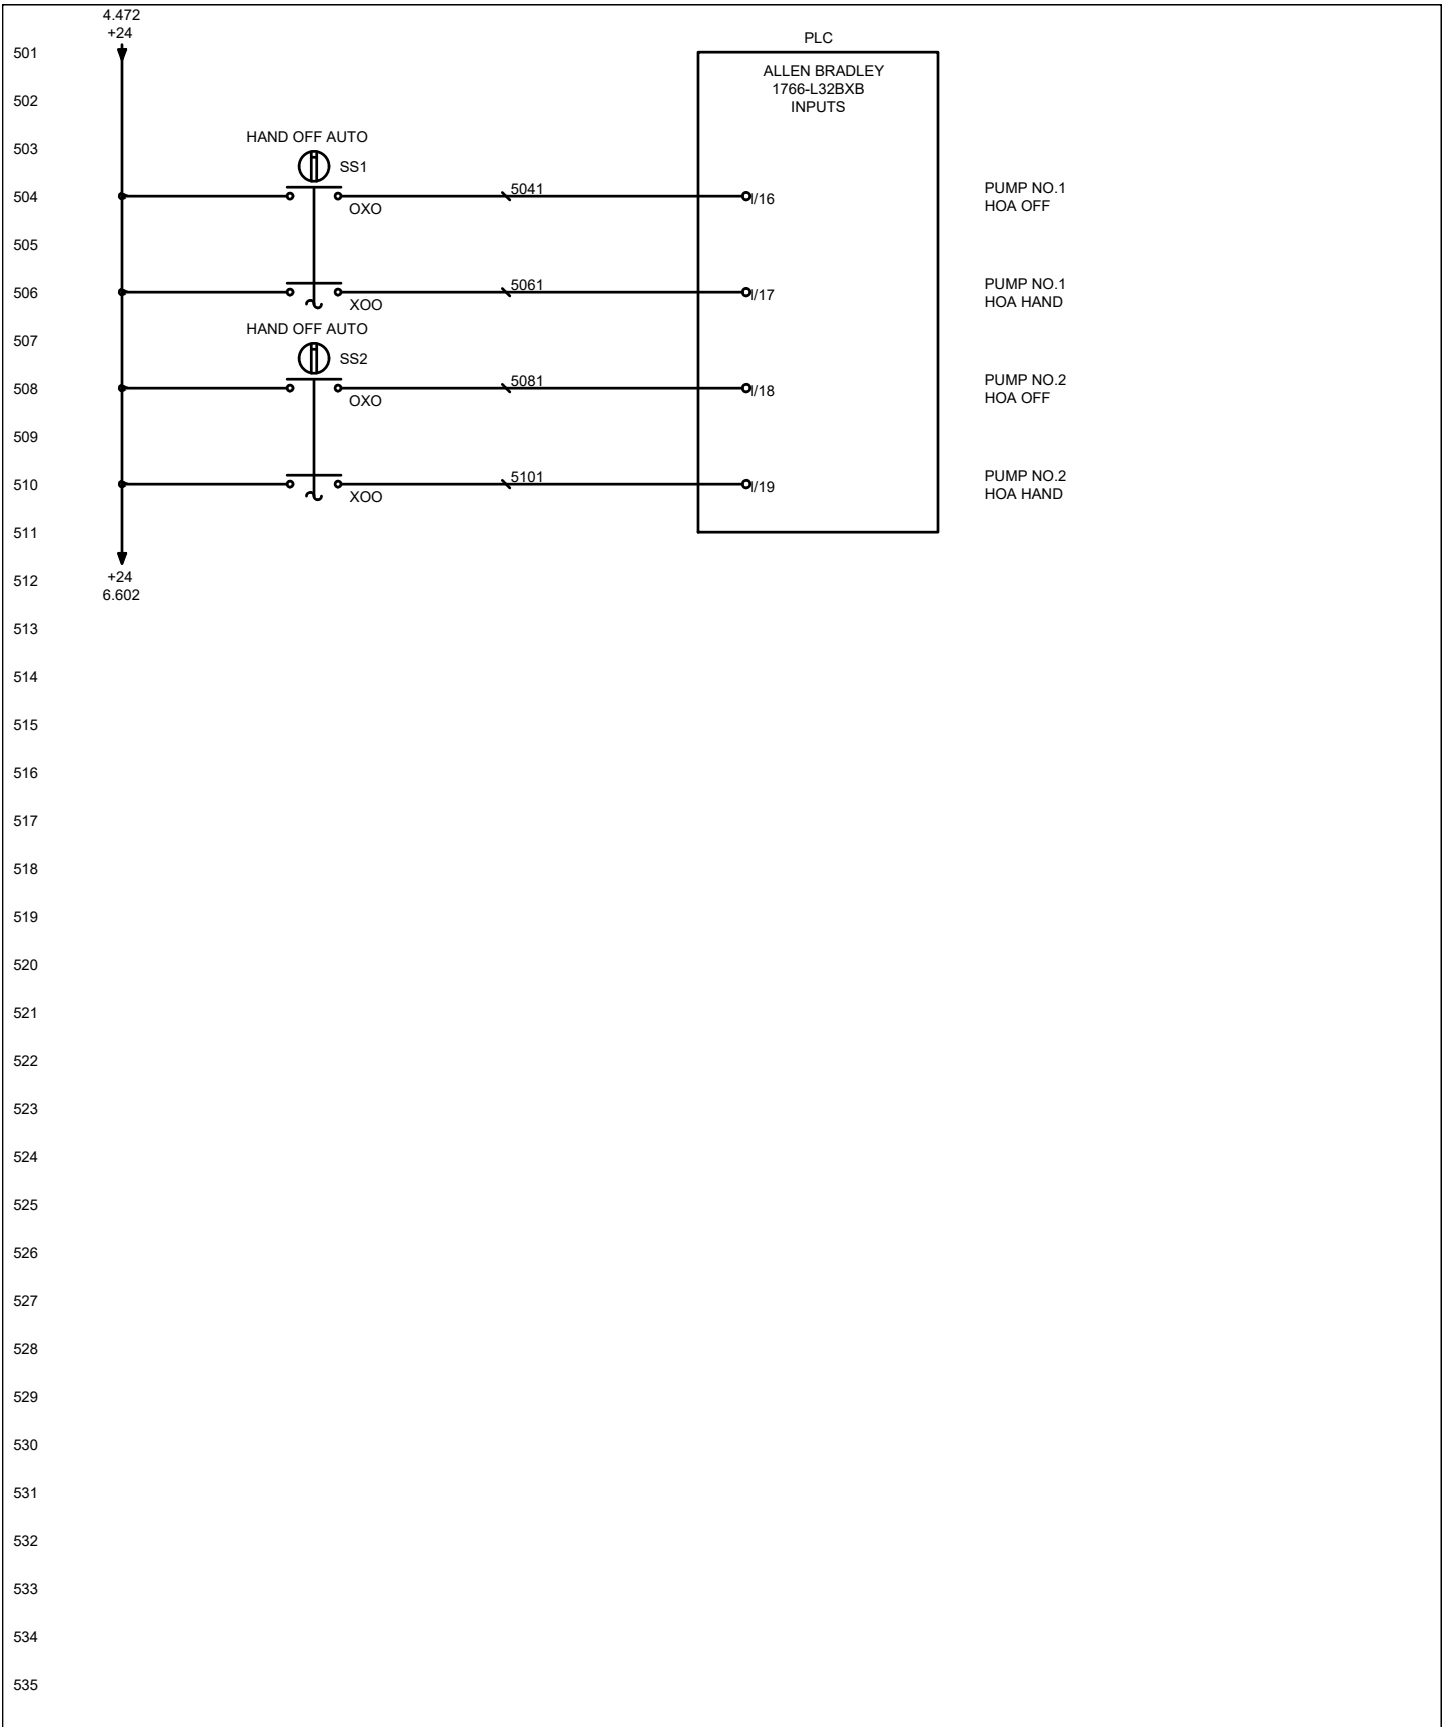 4.472
+24
501
PLC
ALLEN BRADLEY
1766-L32BXB
INPUTS
502
503
HAND OFF AUTO
SS1
504
OXO
5041
I/16
PUMP NO.1
HOA OFF
505
506
XOO
5061
I/17
PUMP NO.1
HOA HAND
507
HAND OFF AUTO
SS2
508
OXO
5081
I/18
PUMP NO.2
HOA OFF
509
510
XOO
5101
I/19
PUMP NO.2
HOA HAND
511
512
+24
6.602
513
514
515
516
517
518
519
520
521
522
523
524
525
526
527
528
529
530
531
532
533
534
535